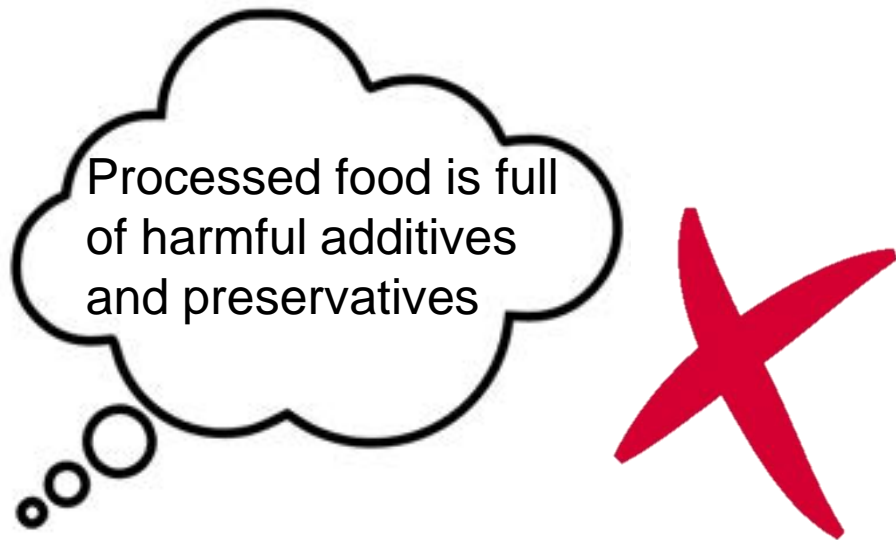 Processed food is full
of harmful additives
and preservatives